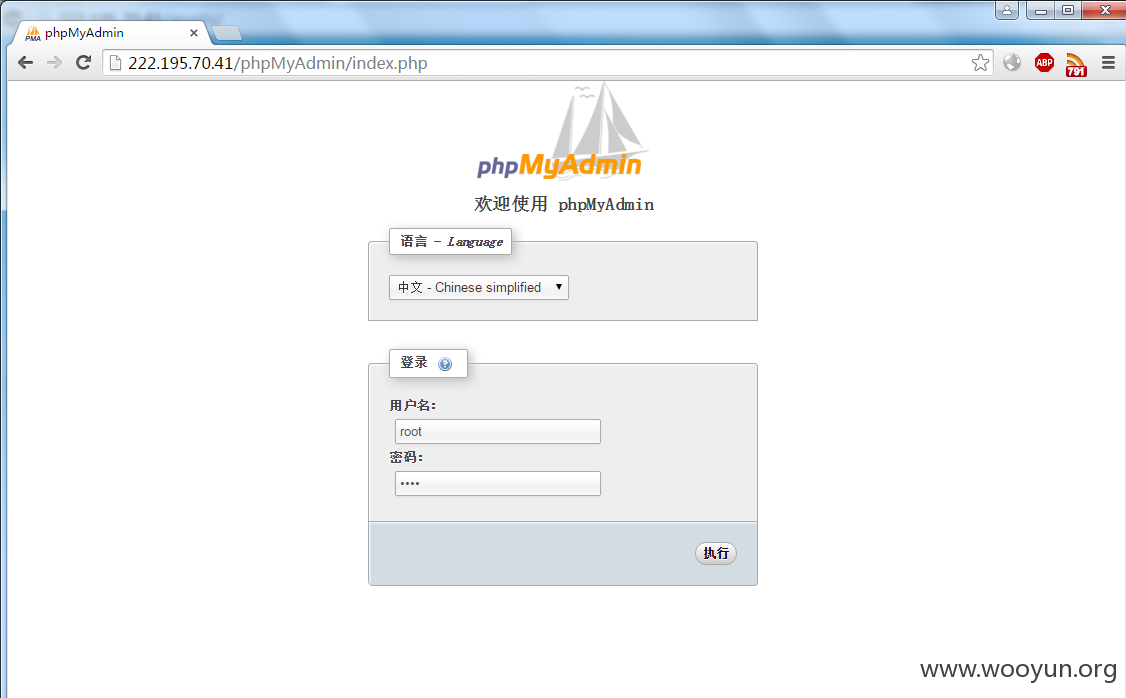 phpMyAdmin
222.195.70.41/phpMyAdmin/index.php
ABP
791
phpMyAdmin
欢迎使用 phpMyAdmin
语言 - Language
中文 - Chinese simplified
登录
用户名:
root
密码:
••••
执行
www.wooyun.org